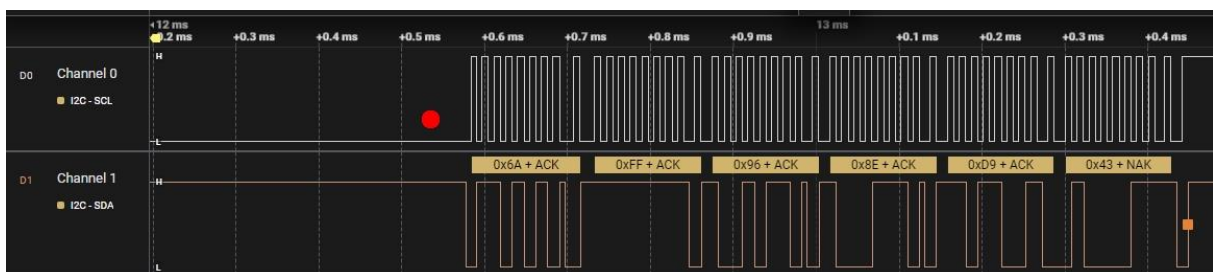 12 ms
+0.2 ms +0.3 ms +0.4 ms +0.5 ms +0.6 ms +0.7 ms +0.8 ms +0.9 ms 13 ms +0.1 ms +0.2 ms +0.3 ms +0.4 ms
H
D0 Channel 0
I2C - SCL
L
0x6A + ACK 0xFF + ACK 0x96 + ACK 0x8E + ACK 0xD9 + ACK 0x43 + NAK
D1 Channel 1 H
I2C - SDA
L